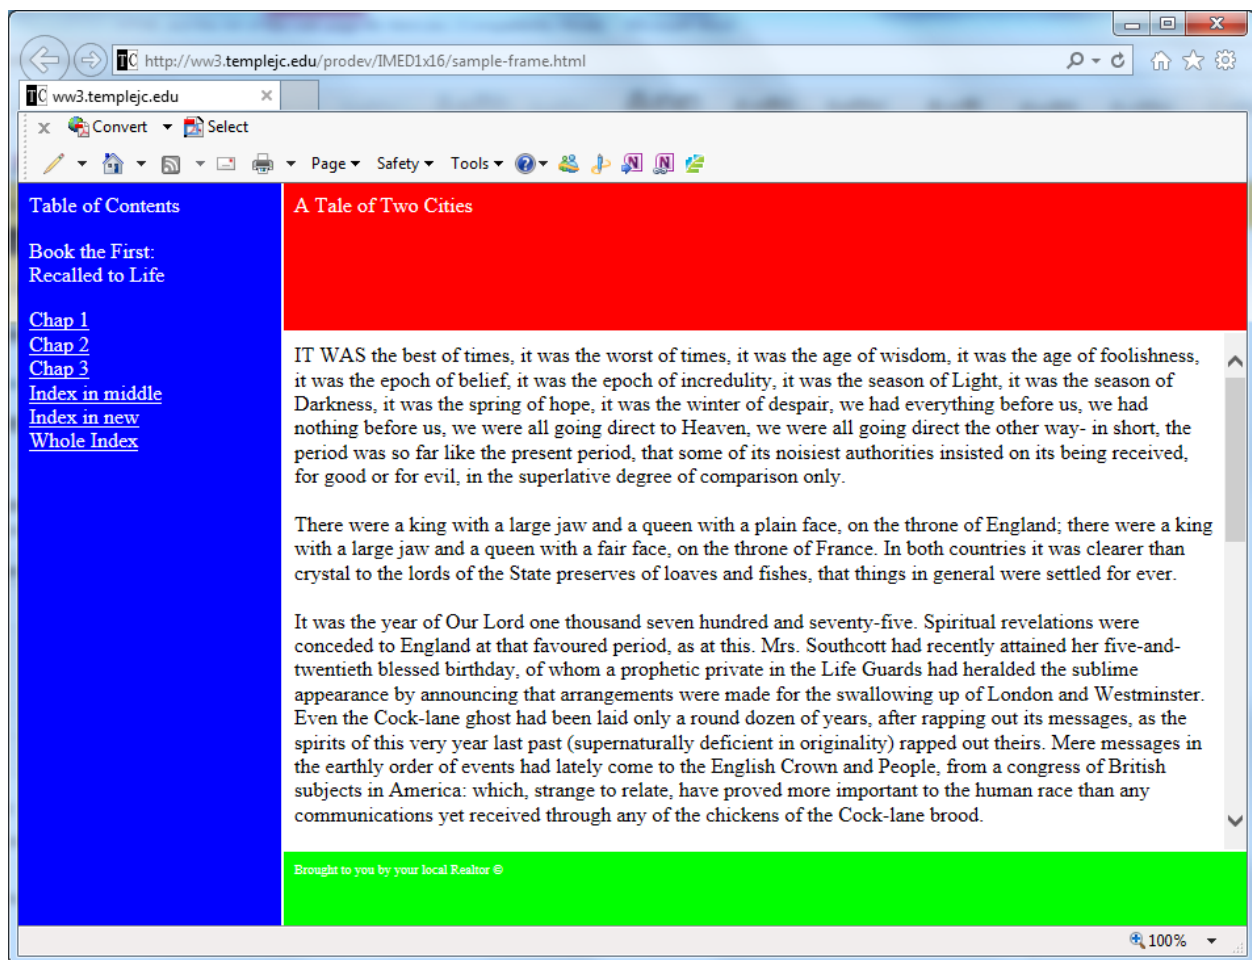 http://ww3.templejc.edu/prodev/IMED1x16/sample-frame.html
TC ww3.templejc.edu
x Convert Select
Page Safety Tools
Table of Contents
Book the First:
Recalled to Life
Chap 1
Chap 2
Chap 3
Index in middle
Index in new
Whole Index
A Tale of Two Cities
IT WAS the best of times, it was the worst of times, it was the age of wisdom, it was the age of foolishness,
it was the epoch of belief, it was the epoch of incredulity, it was the season of Light, it was the season of
Darkness, it was the spring of hope, it was the winter of despair, we had everything before us, we had
nothing before us, we were all going direct to Heaven, we were all going direct the other way- in short, the
period was so far like the present period, that some of its noisiest authorities insisted on its being received,
for good or for evil, in the superlative degree of comparison only.
There were a king with a large jaw and a queen with a plain face, on the throne of England; there were a king
with a large jaw and a queen with a fair face, on the throne of France. In both countries it was clearer than
crystal to the lords of the State preserves of loaves and fishes, that things in general were settled for ever.
It was the year of Our Lord one thousand seven hundred and seventy-five. Spiritual revelations were
conceded to England at that favoured period, as at this. Mrs. Southcott had recently attained her five-and-
twentieth blessed birthday, of whom a prophetic private in the Life Guards had heralded the sublime
appearance by announcing that arrangements were made for the swallowing up of London and Westminster.
Even the Cock-lane ghost had been laid only a round dozen of years, after rapping out its messages, as the
spirits of this very year last past (supernaturally deficient in originality) rapped out theirs. Mere messages in
the earthly order of events had lately come to the English Crown and People, from a congress of British
subjects in America: which, strange to relate, have proved more important to the human race than any
communications yet received through any of the chickens of the Cock-lane brood.
Brought to you by your local Realtor ©
100%